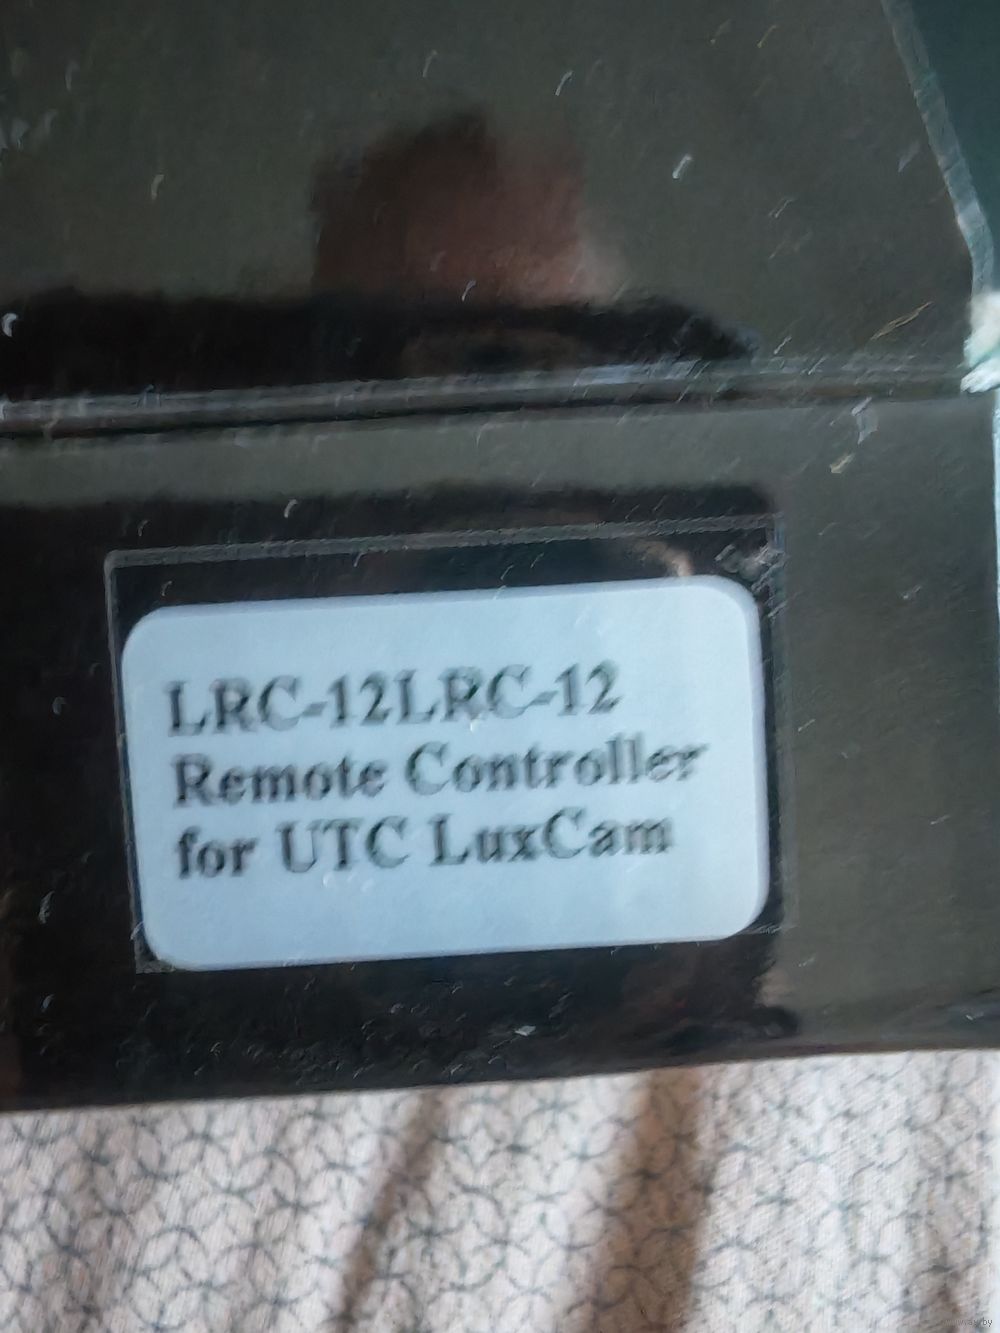 LRC-12LRC-12
Remote Controller
for UTC LuxCam